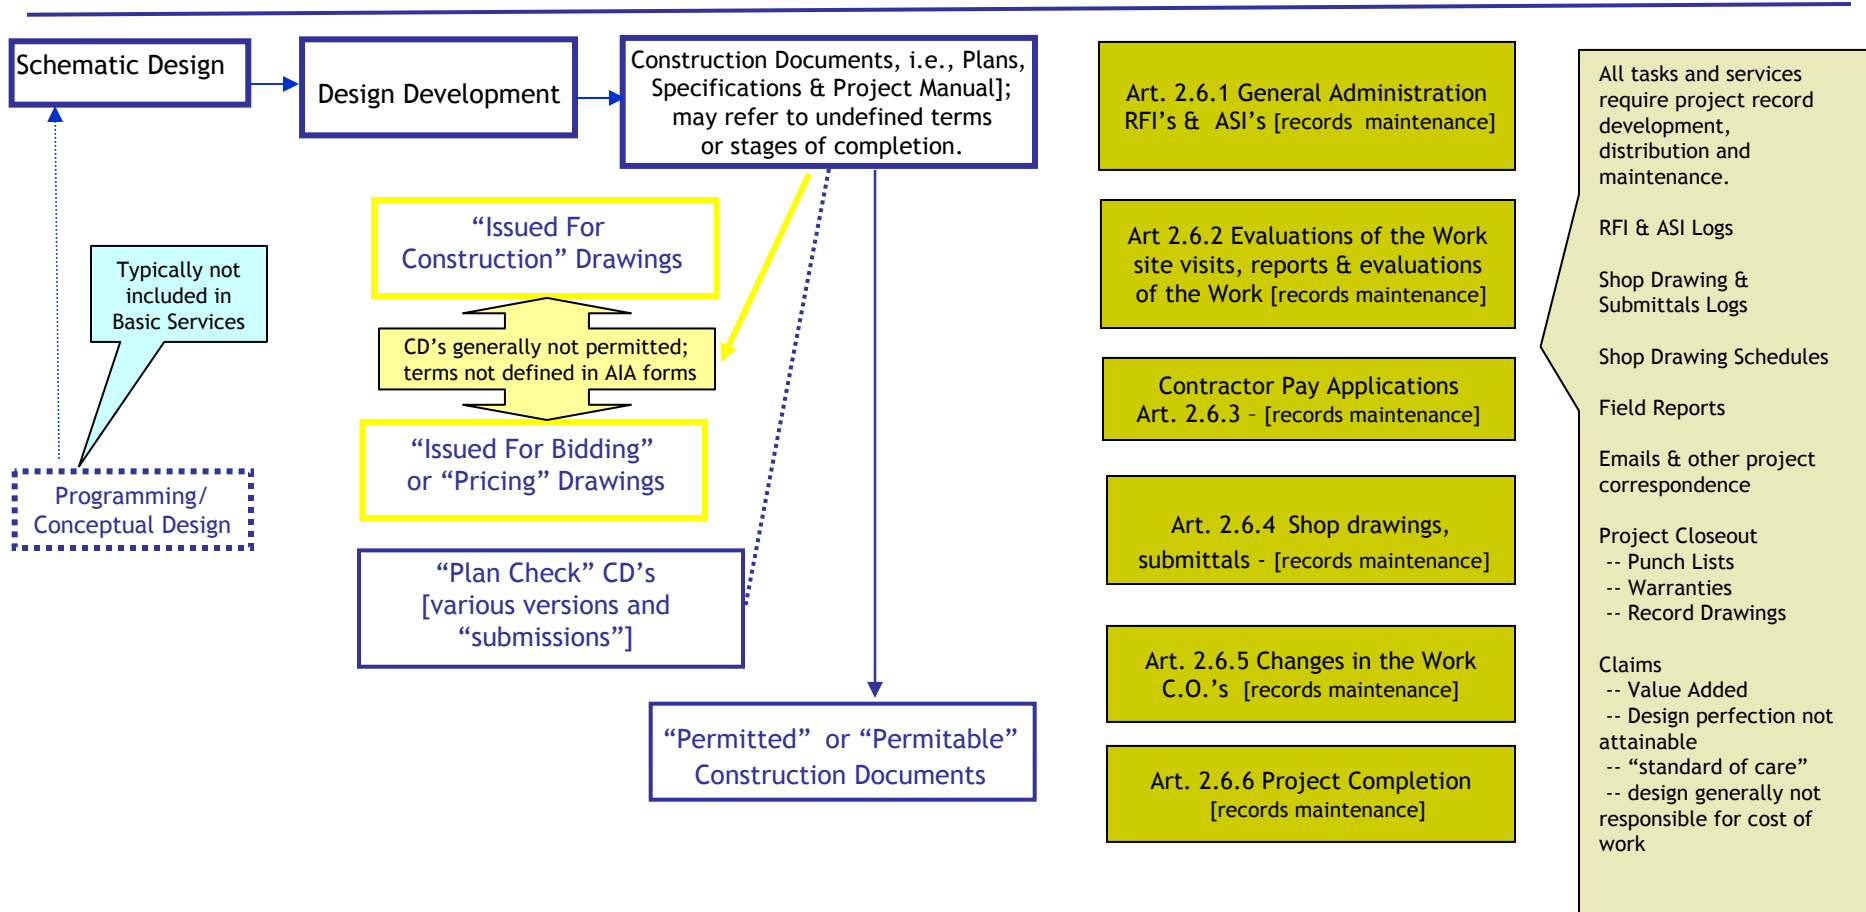 Schematic Design
Design Development
Construction Documents, i.e., Plans,
Specifications & Project Manual];
may refer to undefined terms
or stages of completion.
“Issued For
Construction” Drawings
CD’s generally not permitted;
terms not defined in AIA forms
“Issued For Bidding”
or “Pricing” Drawings
Typically not
included in
Basic Services
Programming/
Conceptual Design
“Plan Check” CD’s
[various versions and
“submissions”]
“Permitted” or “Permitable”
Construction Documents
Art. 2.6.1 General Administration
RFI’s & ASI’s [records maintenance]
Art 2.6.2 Evaluations of the Work
site visits, reports & evaluations
of the Work [records maintenance]
Contractor Pay Applications
Art. 2.6.3 – [records maintenance]
Art. 2.6.4 Shop drawings,
submittals - [records maintenance]
Art. 2.6.5 Changes in the Work
C.O.’s [records maintenance]
Art. 2.6.6 Project Completion
[records maintenance]
All tasks and services
require project record
development,
distribution and
maintenance.
RFI & ASI Logs
Shop Drawing &
Submittals Logs
Shop Drawing Schedules
Field Reports
Emails & other project
correspondence
Project Closeout
-- Punch Lists
-- Warranties
-- Record Drawings
Claims
-- Value Added
-- Design perfection not
attainable
-- “standard of care”
-- design generally not
responsible for cost of
work